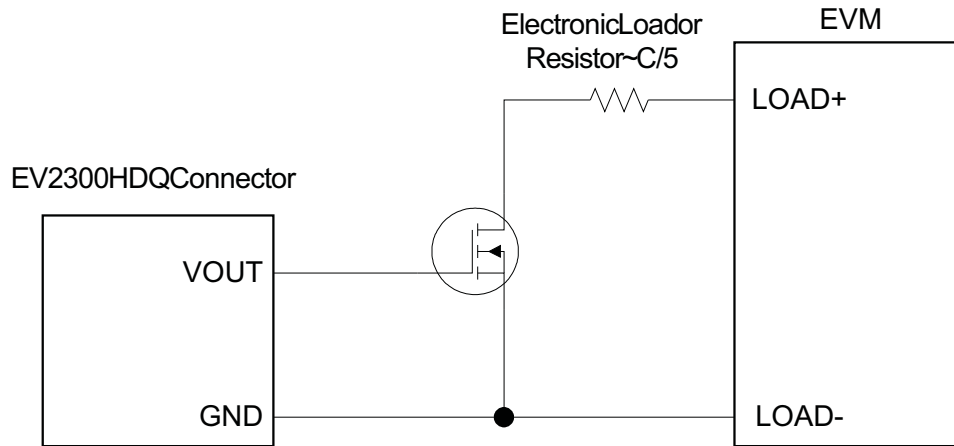 ElectronicLoador
Resistor~C/5
EVM
LOAD+
EV2300HDQConnector
VOUT
GND
LOAD-